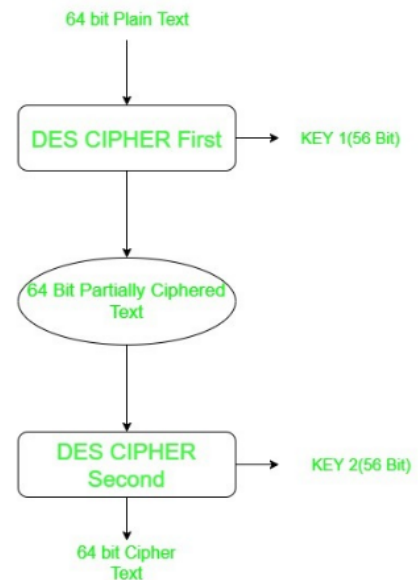 64 bit Plain Text
DES CIPHER First
KEY 1(56 Bit)
64 Bit Partially Ciphered
Text
DES CIPHER
Second
KEY 2(56 Bit)
64 bit Cipher
Text